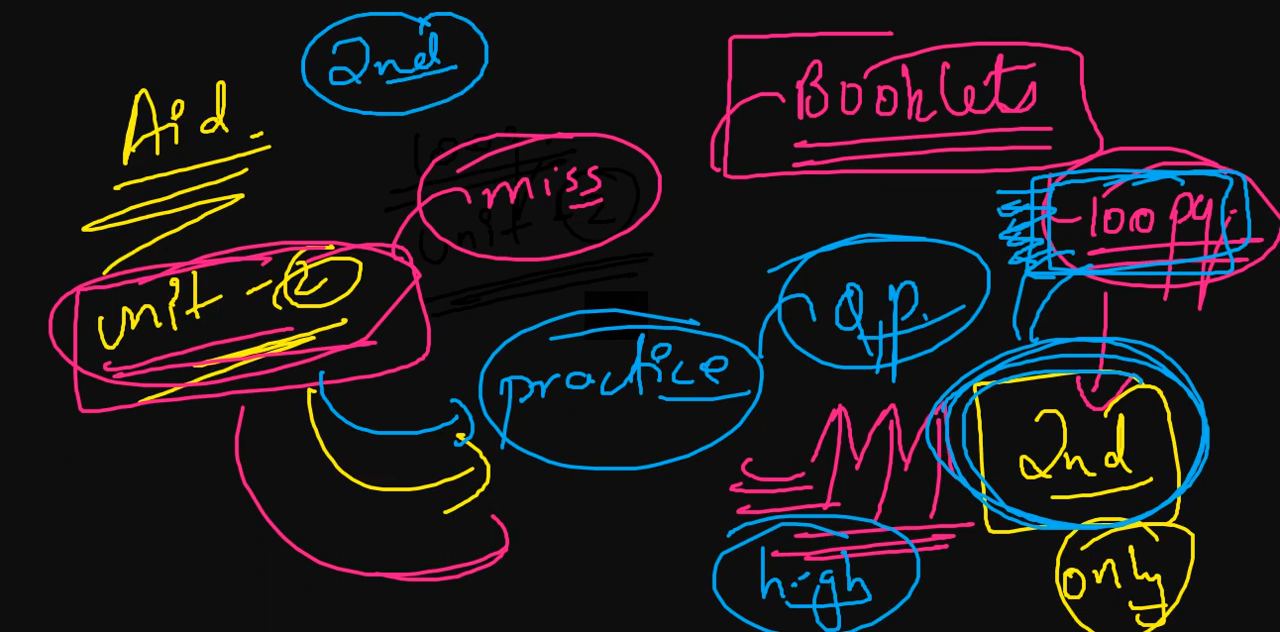 2nd
Aid
Booklets
miss
100 pg.
unit - 2
Q.p.
practice
2nd
high
only